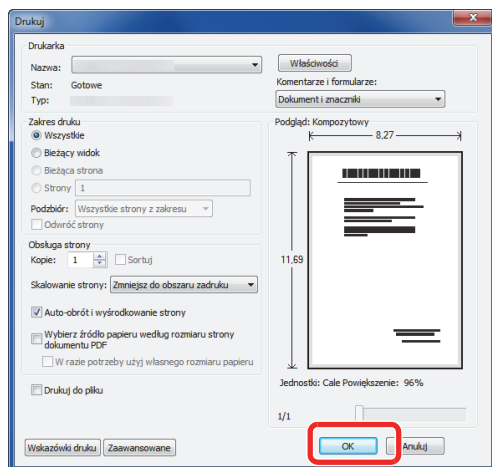 Drukuj
Drukarka
Nazwa:
Właściwości
Stan: Gotowe
Komentarze i formularze:
Typ:
Dokument i znaczniki
Zakres druku
Wszystkie
Bieżący widok
Bieżąca strona
Strony 1
Podzbiór: Wszystkie strony z zakresu
Odwróć strony
Obsługa strony
Kopie: 1 Sortuj
Skalowanie strony: Zmniejsz do obszaru zadruku
Auto-obrót i wyśrodkowanie strony
Wybierz źródło papieru według rozmiaru strony
dokumentu PDF
W razie potrzeby użyj własnego rozmiaru papieru
Drukuj do pliku
Podgląd: Kompozytowy
8,27
11,69
Jednostki: Cale Powiększenie: 96%
1/1
Wskazówki druku Zaawansowane
OK Anuluj